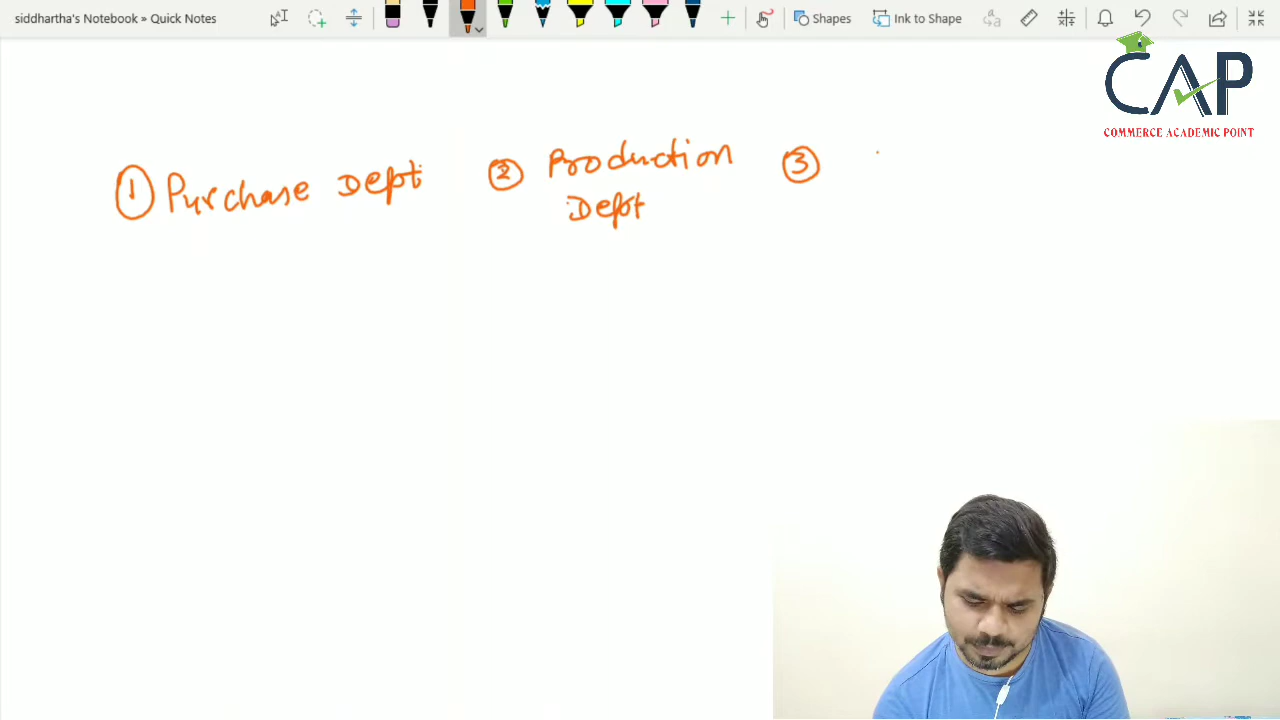 siddhartha's Notebook » Quick Notes
Shapes
Ink to Shape
CAP
COMMERCE ACADEMIC POINT
① Purchase Dept ② Production ③
Dept